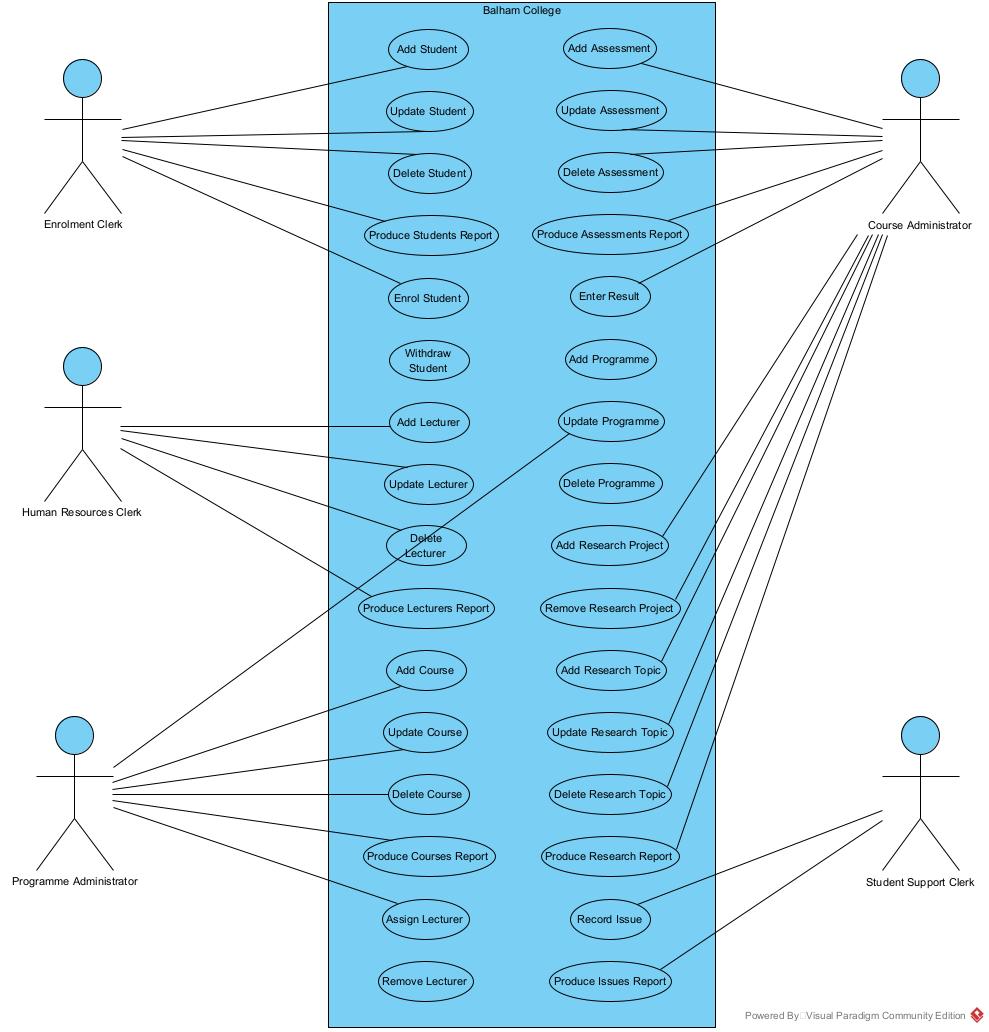 Balham College
Add Student
Add Assessment
Update Student
Update Assessment
Delete Student
Delete Assessment
Enrolment Clerk
Course Administrator
Produce Students Report
Produce Assessments Report
Enrol Student
Enter Result
Withdraw
Student
Add Programme
Add Lecturer
Update Programme
Update Lecturer
Delete Programme
Human Resources Clerk
Delete
Lecturer
Add Research Project
Produce Lecturers Report
Remove Research Project
Add Course
Add Research Topic
Update Course
Update Research Topic
Delete Course
Delete Research Topic
Produce Courses Report
Produce Research Report
Programme Administrator
Student Support Clerk
Assign Lecturer
Record Issue
Remove Lecturer
Produce Issues Report
Powered By Visual Paradigm Community Edition